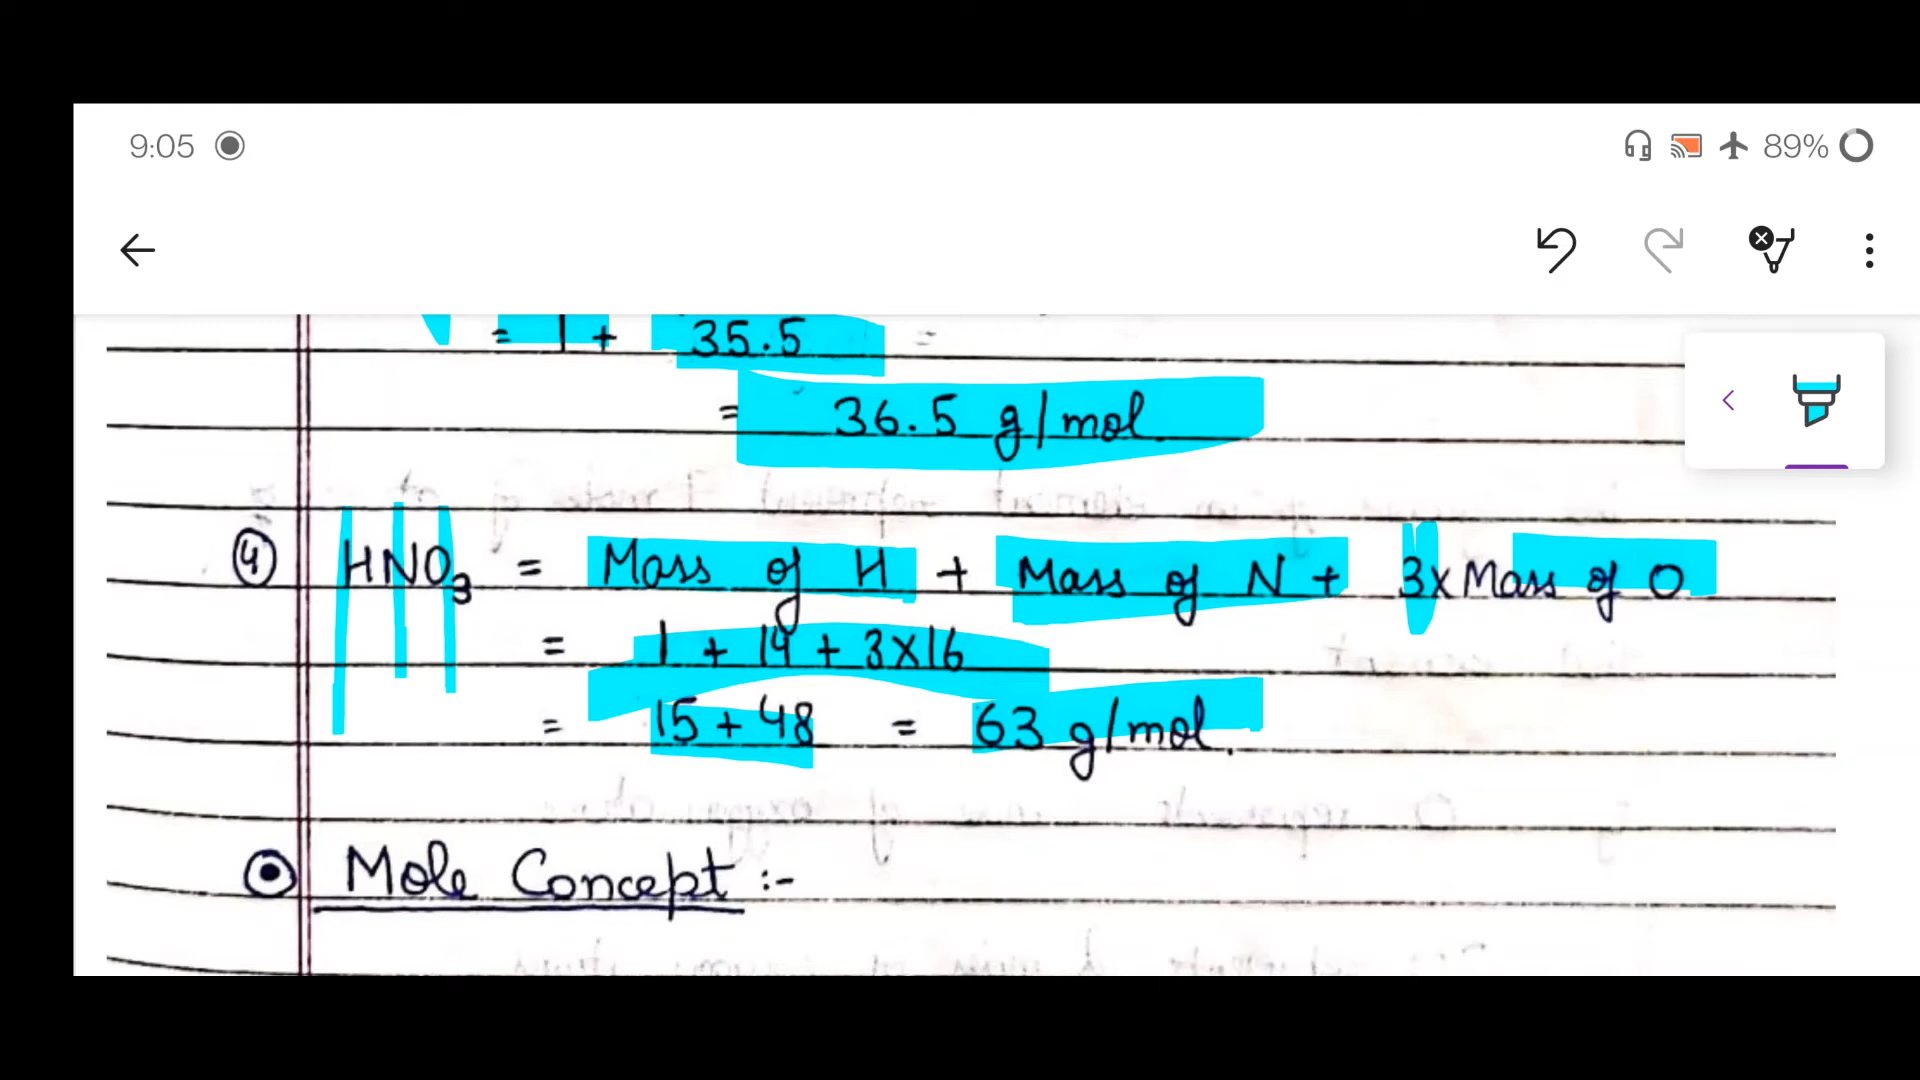 9:05 89%
= 1 + 35.5 =
= 36.5 g/mol
④ HNO3 = Mass of H + Mass of N + 3x Mass of O
= 1 + 14 + 3x16
= 15 + 48 = 63 g/mol.
Mole Concept :-